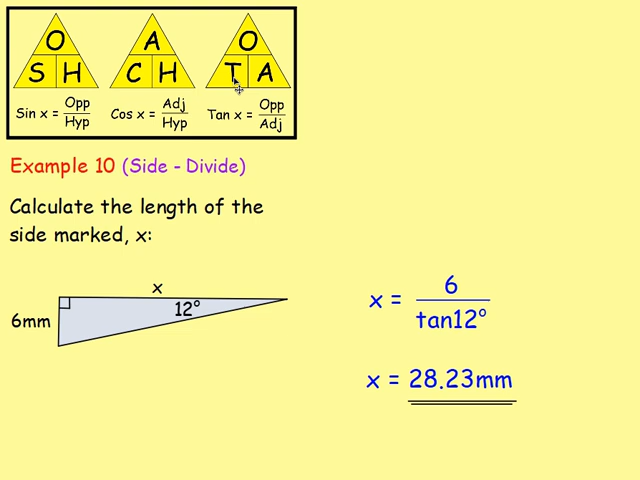 O A O
S H C H T A
Sin x = Opp/Hyp Cos x = Adj/Hyp Tan x = Opp/Adj
Example 10 (Side - Divide)
Calculate the length of the
side marked, x:
x
12°
6mm
x = 6/tan12°
x = 28.23mm